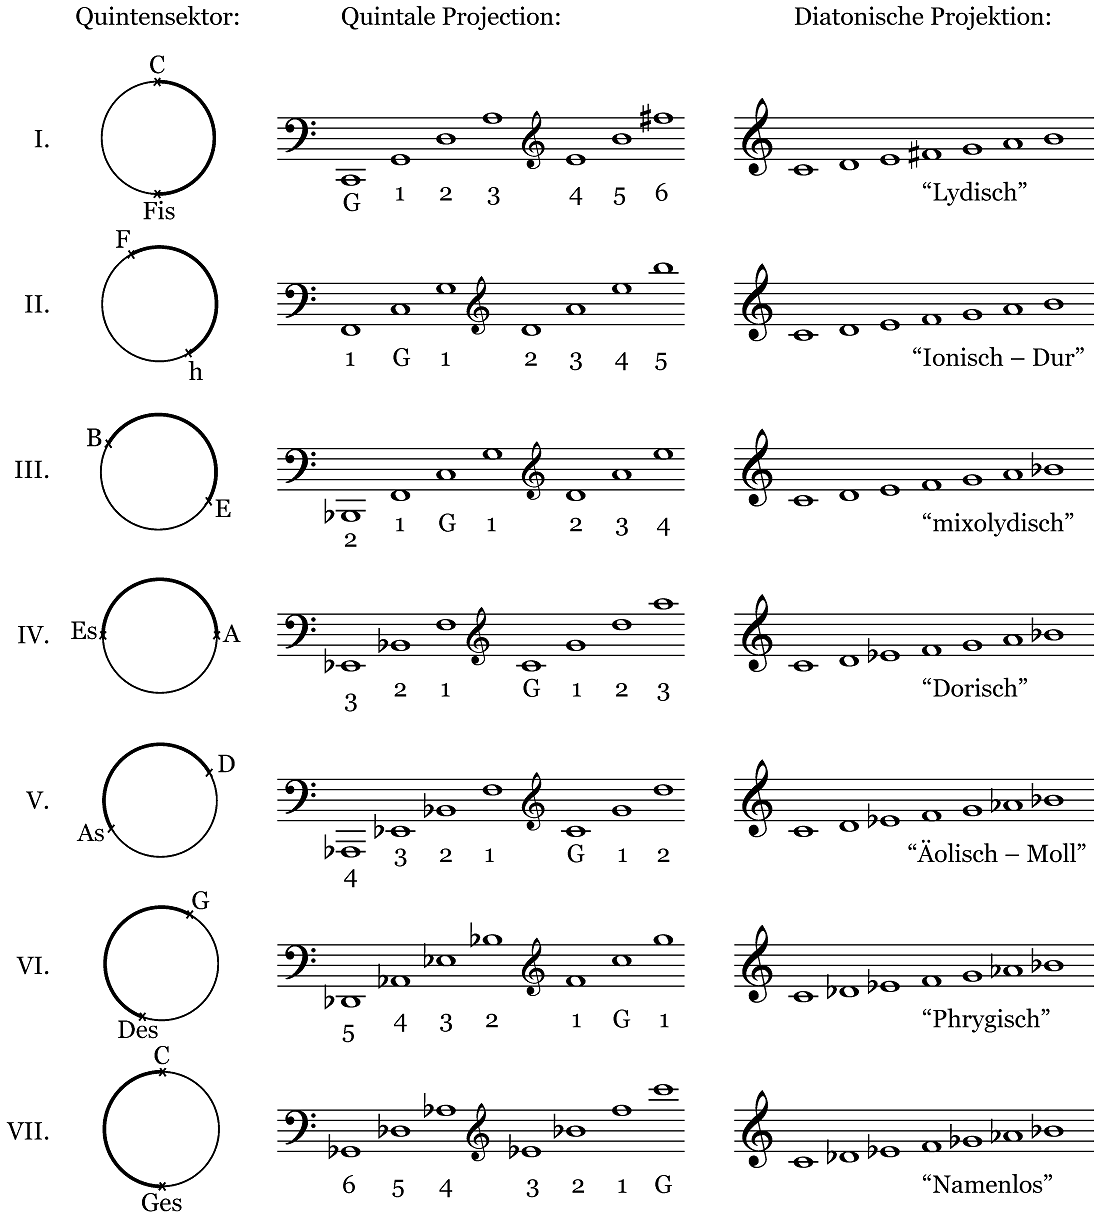 Quintensektor: Quintale Projection: Diatonische Projektion:
C
I.
Fis
G 1 2 3 4 5 6
“Lydisch”
F
II.
h
1 G 1 2 3 4 5
“Ionisch – Dur”
B
III.
E
2 1 G 1 2 3 4
“mixolydisch”
IV.
Es A
3 2 1 G 1 2 3
“Dorisch”
D
V.
As
4 3 2 1 G 1 2
“Äolisch – Moll”
G
VI.
Des
5 4 3 2 1 G 1
“Phrygisch”
C
VII.
Ges
6 5 4 3 2 1 G
“Namenlos”